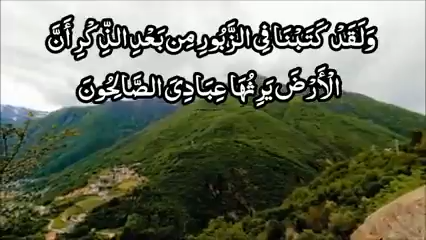 وَلَقَدْ كَتَبْنَا فِى الزَّبُورِ مِن بَعْدِ الذِّكْرِ أَنَّ
الْأَرْضَ يَرِثُهَا عِبَادِىَ الصَّالِحُونَ